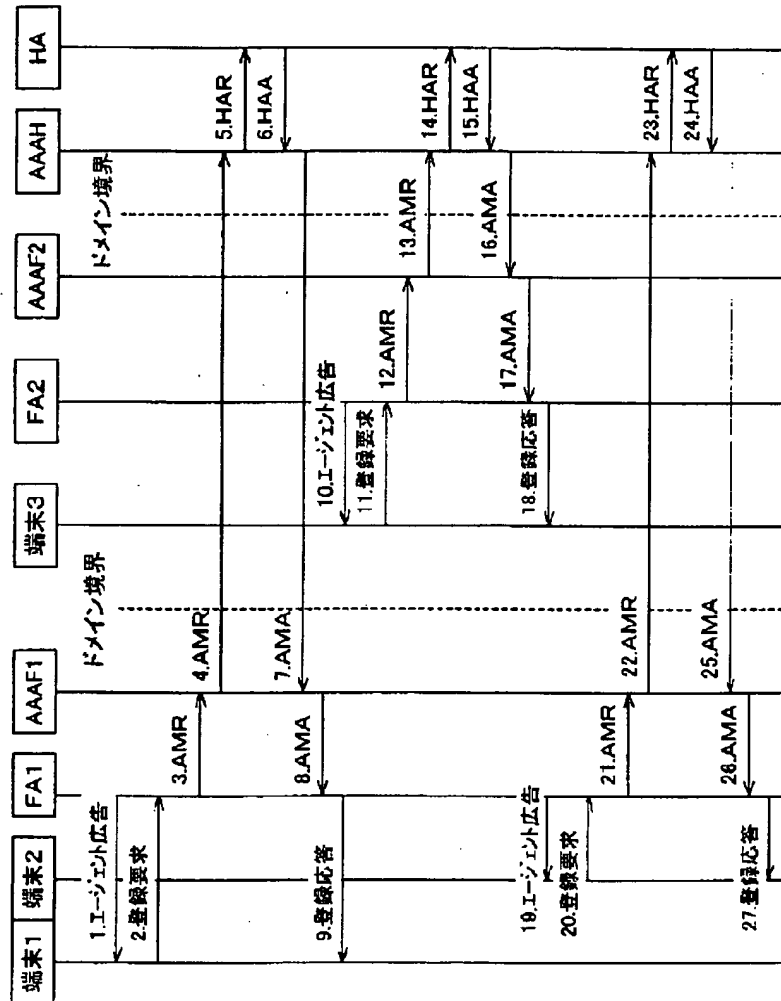 端末1
端末2
FA1
AAAF1
端末3
FA2
AAAF2
AAAH
HA
ドメイン境界
ドメイン境界
1.エージェント広告
2.登録要求
3.AMR
4.AMR
5.HAR
6.HAA
7.AMA
8.AMA
9.登録応答
10.エージェント広告
11.登録要求
12.AMR
13.AMR
14.HAR
15.HAA
16.AMA
17.AMA
18.登録応答
19.エージェント広告
20.登録要求
21.AMR
22.AMR
23.HAR
24.HAA
25.AMA
26.AMA
27.登録応答